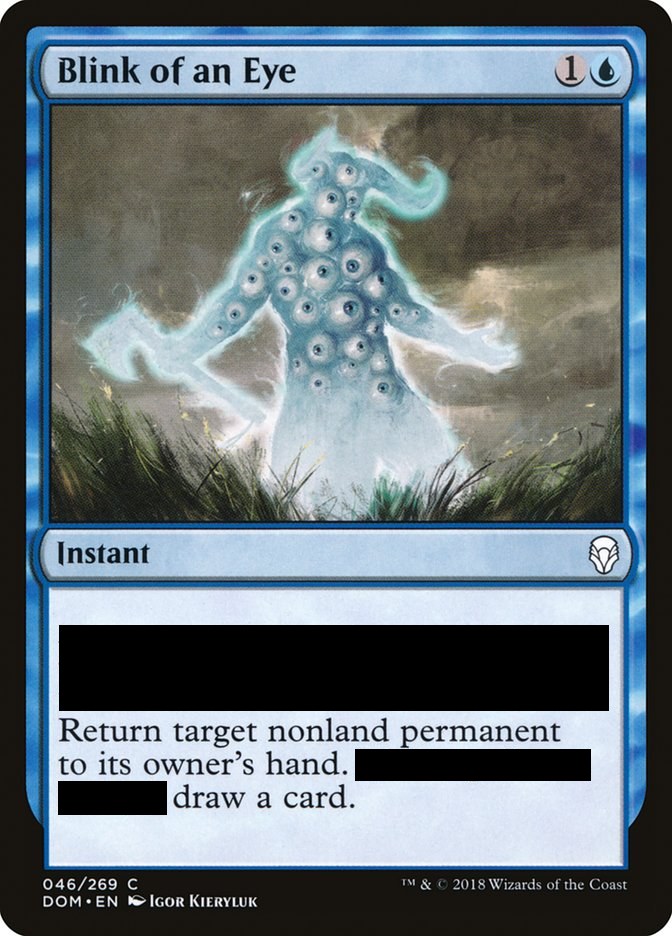 Blink of an Eye 1
Instant
Return target nonland permanent
to its owner's hand.
draw a card.
046/269 C
DOM • EN Igor Kieryluk
™ & © 2018 Wizards of the Coast